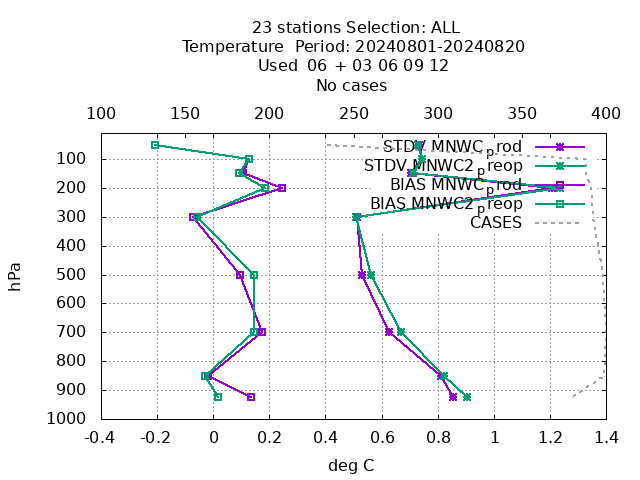 23 stations Selection: ALL
Temperature  Period: 20240801-20240820
Used  06 + 03 06 09 12
No cases
100 150 200 250 300 350 400
STDV MNWC_prod
STDV MNWC2_preop
BIAS MNWC_prod
BIAS MNWC2_preop
CASES
100
200
300
400
500
600
700
800
900
1000
hPa
-0.4 -0.2 0 0.2 0.4 0.6 0.8 1 1.2 1.4
deg C